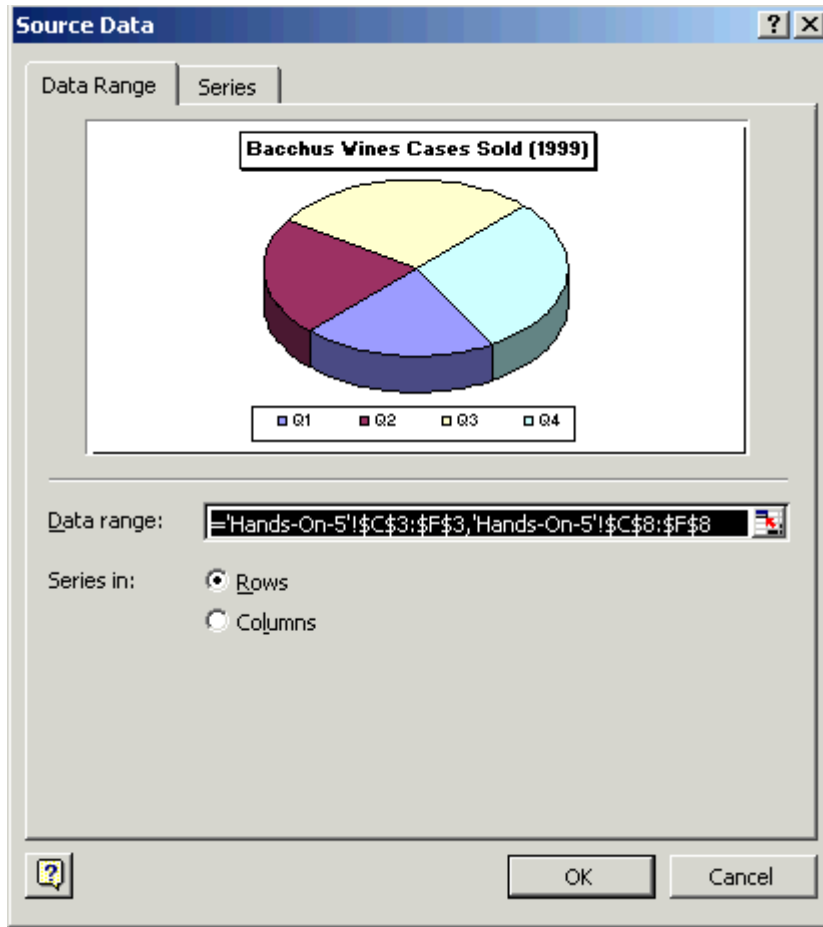 Source Data
Data Range Series
Bacchus Wines Cases Sold (1999)
Q1 Q2 Q3 Q4
Data range: ='Hands-On-5'!$C$3:$F$3,'Hands-On-5'!$C$8:$F$8
Series in: Rows
Columns
OK Cancel